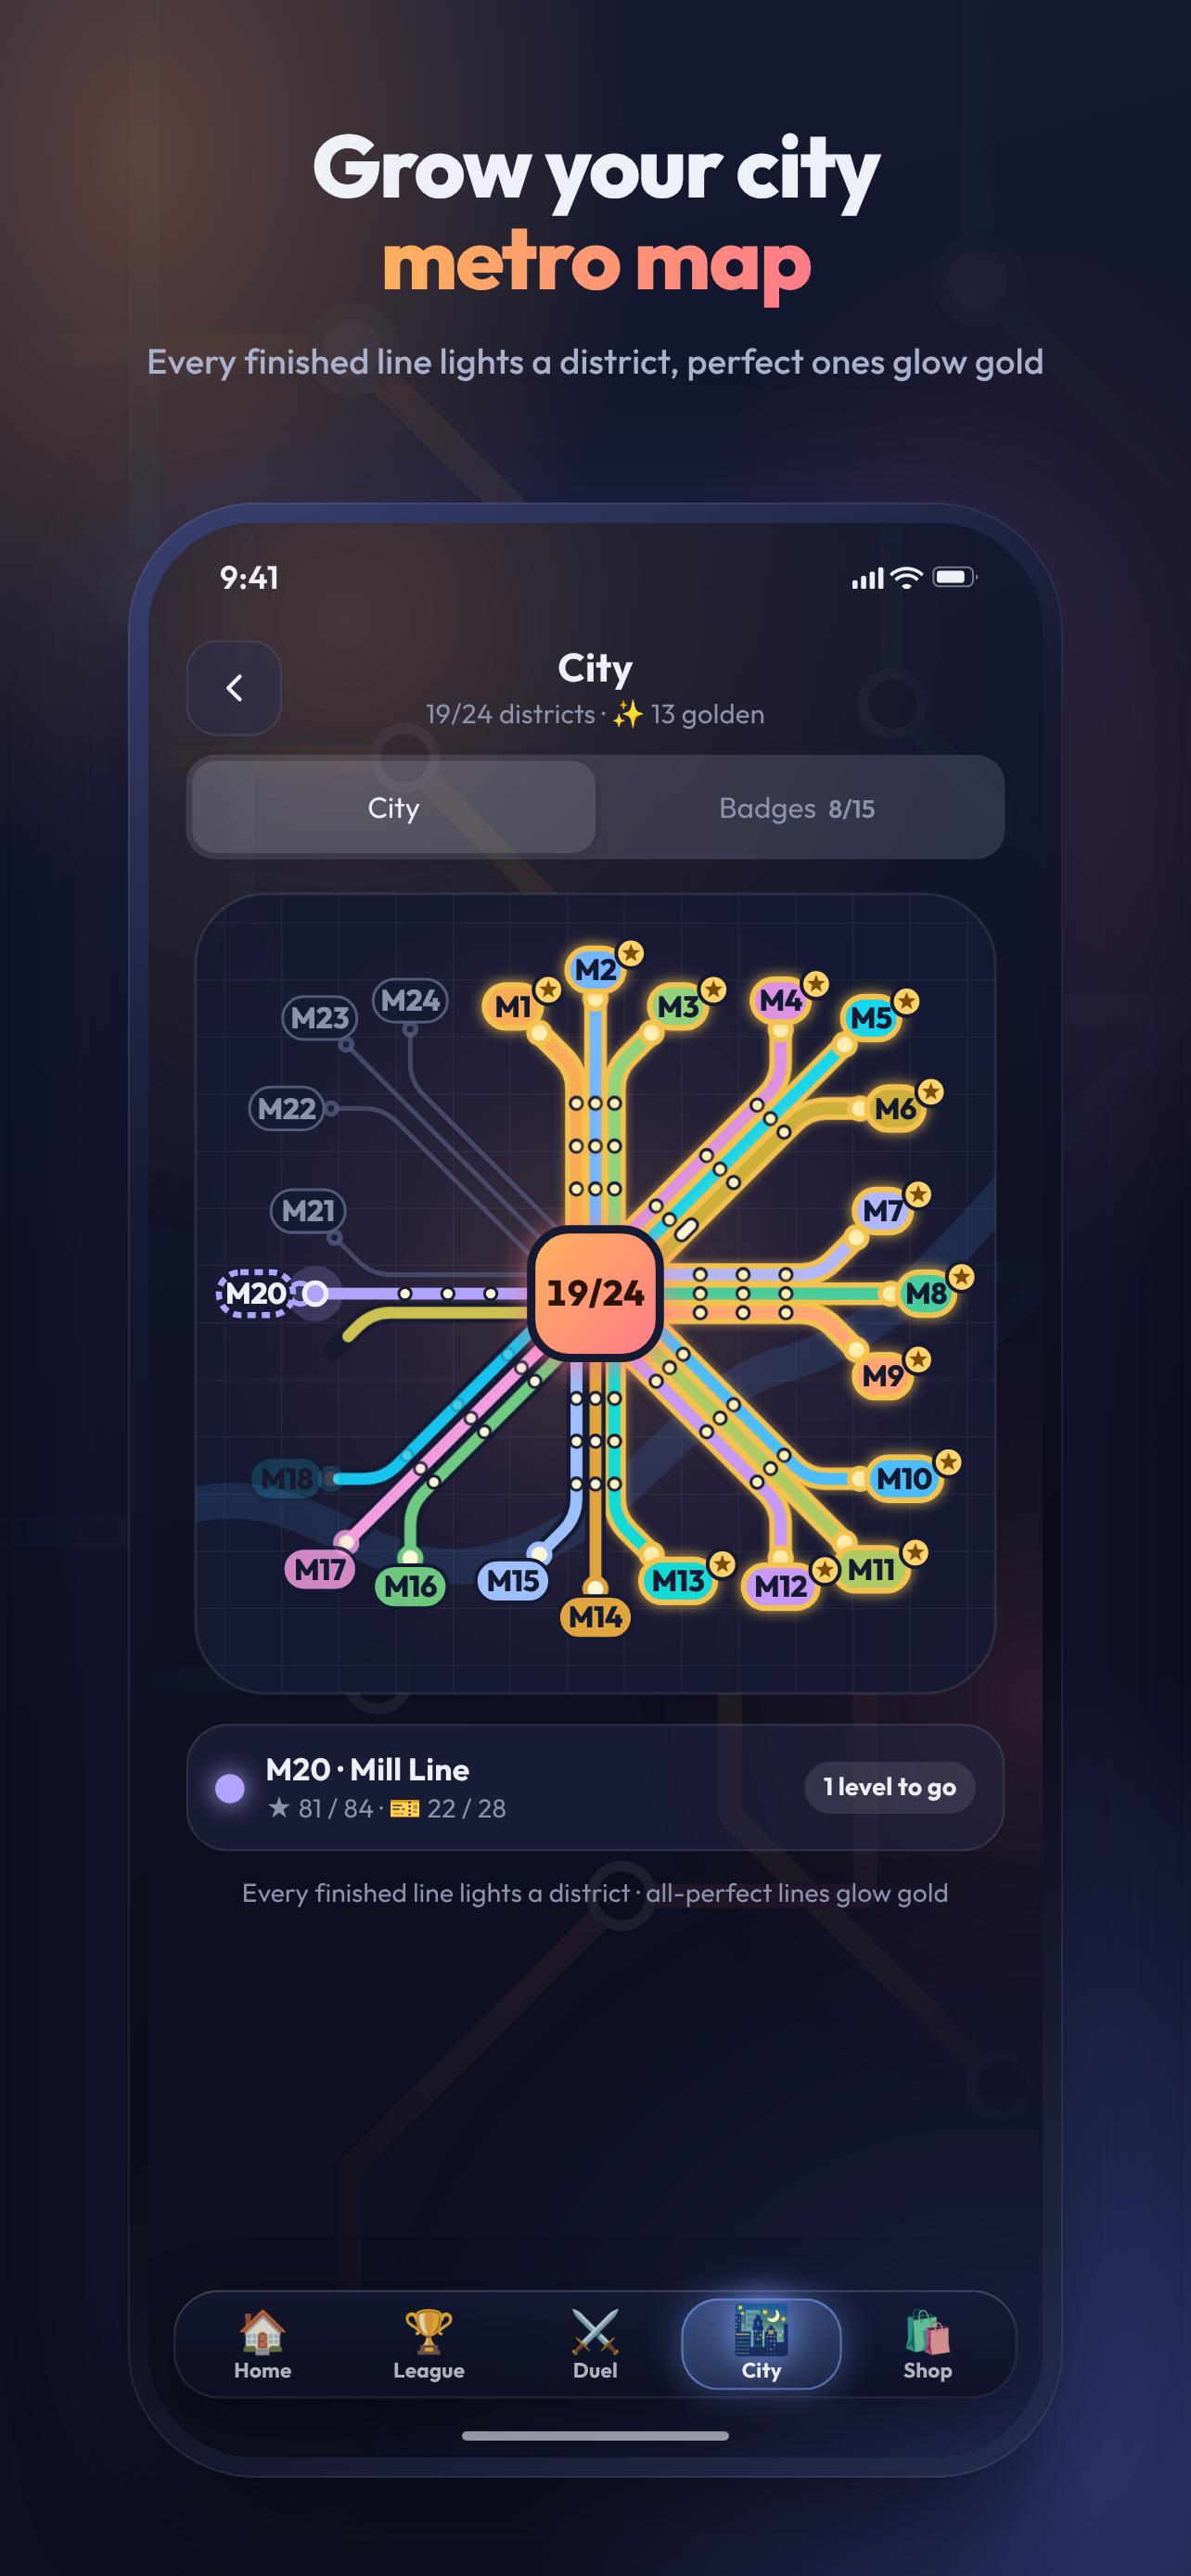 Grow your city
metro map
Every finished line lights a district, perfect ones glow gold
9:41
City
19/24 districts · ✨ 13 golden
City
Badges 8/15
M2
M24
M1
M3
M4
M23
M5
M22
M6
M21
M7
M20
19/24
M8
M9
M18
M10
M17
M16
M15
M13
M12
M11
M14
M20 · Mill Line
1 level to go
★ 81 / 84 · 🎫 22 / 28
Every finished line lights a district · all-perfect lines glow gold
Home
League
Duel
City
Shop